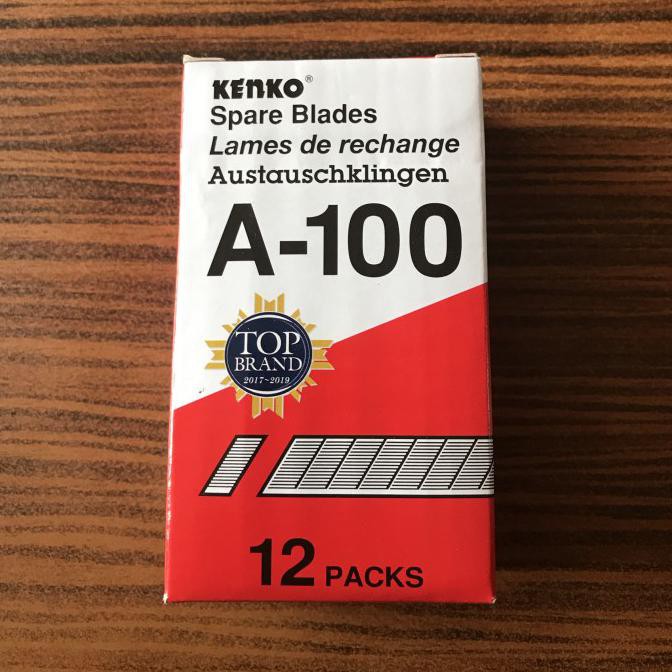 KENKO®
Spare Blades
Lames de rechange
Austauschklingen
A-100
TOP
BRAND
2017~2019
12 PACKS